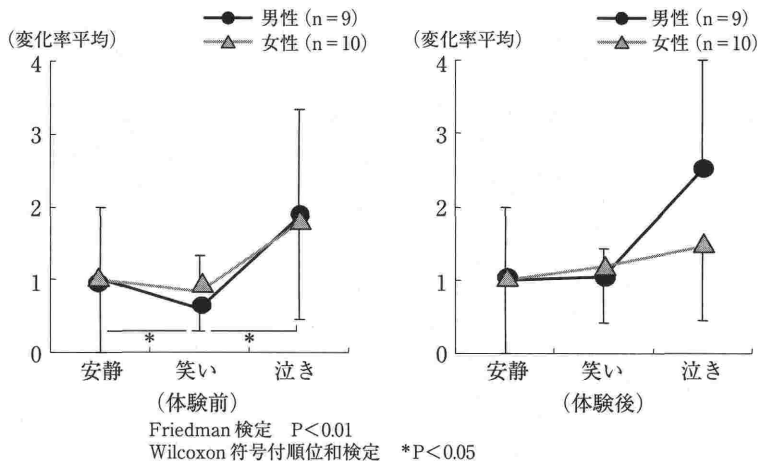 男性 (n=9)
女性 (n=10)
(変化率平均)
4
3
2
1
0
*
*
安静
笑い
泣き
(体験前)
男性 (n=9)
女性 (n=10)
(変化率平均)
4
3
2
1
0
安静
笑い
泣き
(体験後)
Friedman 検定 P<0.01
Wilcoxon 符号付順位和検定 *P<0.05